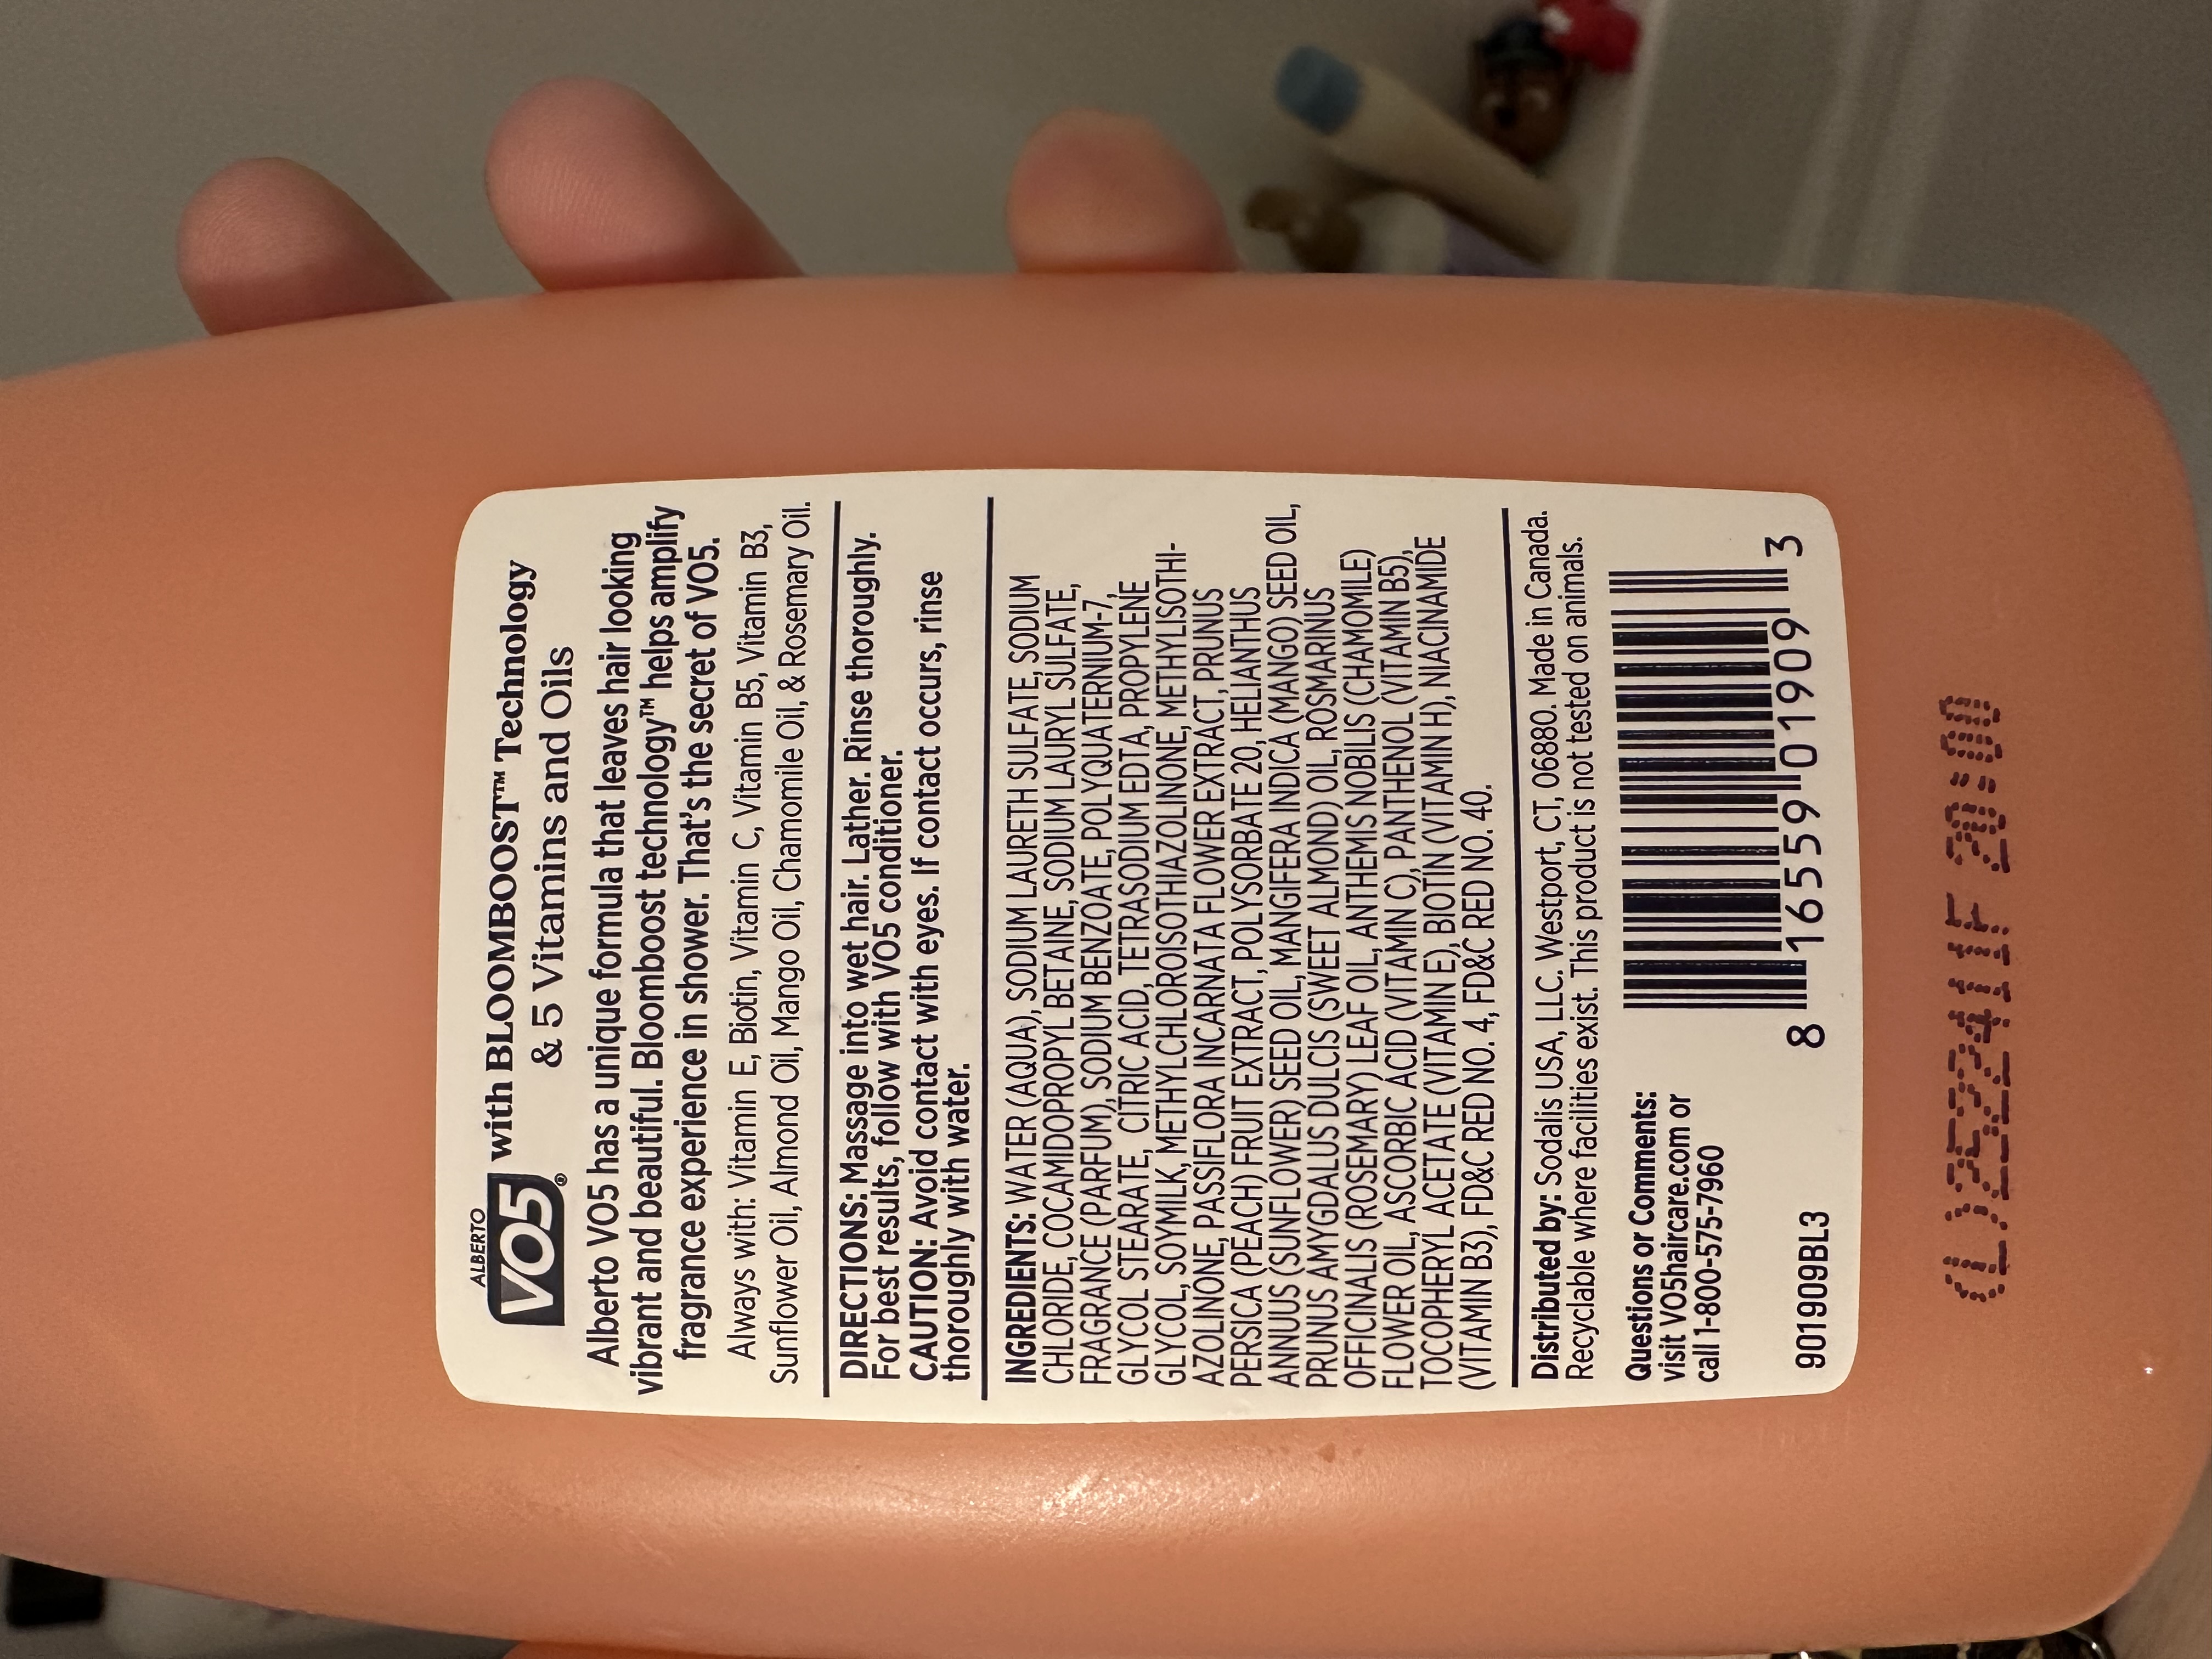 ALBERTO
VO5® with BLOOMBOOST™ Technology
& 5 Vitamins and Oils
Alberto VO5 has a unique formula that leaves hair looking
vibrant and beautiful. Bloomboost technology™ helps amplify
fragrance experience in shower. That's the secret of VO5.
Always with: Vitamin E, Biotin, Vitamin C, Vitamin B5, Vitamin B3,
Sunflower Oil, Almond Oil, Mango Oil, Chamomile Oil, & Rosemary Oil.
DIRECTIONS: Massage into wet hair. Lather. Rinse thoroughly.
For best results, follow with VO5 conditioner.
CAUTION: Avoid contact with eyes. If contact occurs, rinse
thoroughly with water.
INGREDIENTS: WATER (AQUA), SODIUM LAURETH SULFATE, SODIUM
CHLORIDE, COCAMIDOPROPYL BETAINE, SODIUM LAURYL SULFATE,
FRAGRANCE (PARFUM), SODIUM BENZOATE, POLYQUATERNIUM-7,
GLYCOL STEARATE, CITRIC ACID, TETRASODIUM EDTA, PROPYLENE
GLYCOL, SOYMILK, METHYLCHLOROISOTHIAZOLINONE, METHYLISOTHI-
AZOLINONE, PASSIFLORA INCARNATA FLOWER EXTRACT, PRUNUS
PERSICA (PEACH) FRUIT EXTRACT, POLYSORBATE 20, HELIANTHUS
ANNUS (SUNFLOWER) SEED OIL, MANGIFERA INDICA (MANGO) SEED OIL,
PRUNUS AMYGDALUS DULCIS (SWEET ALMOND) OIL, ROSMARINUS
OFFICINALIS (ROSEMARY) LEAF OIL, ANTHEMIS NOBILIS (CHAMOMILE)
FLOWER OIL, ASCORBIC ACID (VITAMIN C), PANTHENOL (VITAMIN B5),
TOCOPHERYL ACETATE (VITAMIN E), BIOTIN (VITAMIN H), NIACINAMIDE
(VITAMIN B3), FD&C RED NO. 4, FD&C RED NO. 40.
Distributed by: Sodalis USA, LLC. Westport, CT, 06880. Made in Canada.
Recyclable where facilities exist. This product is not tested on animals.
Questions or Comments:
visit VO5haircare.com or
call 1-800-575-7960
901909BL3
8 16559 01909 3
(L)252241F 20:00